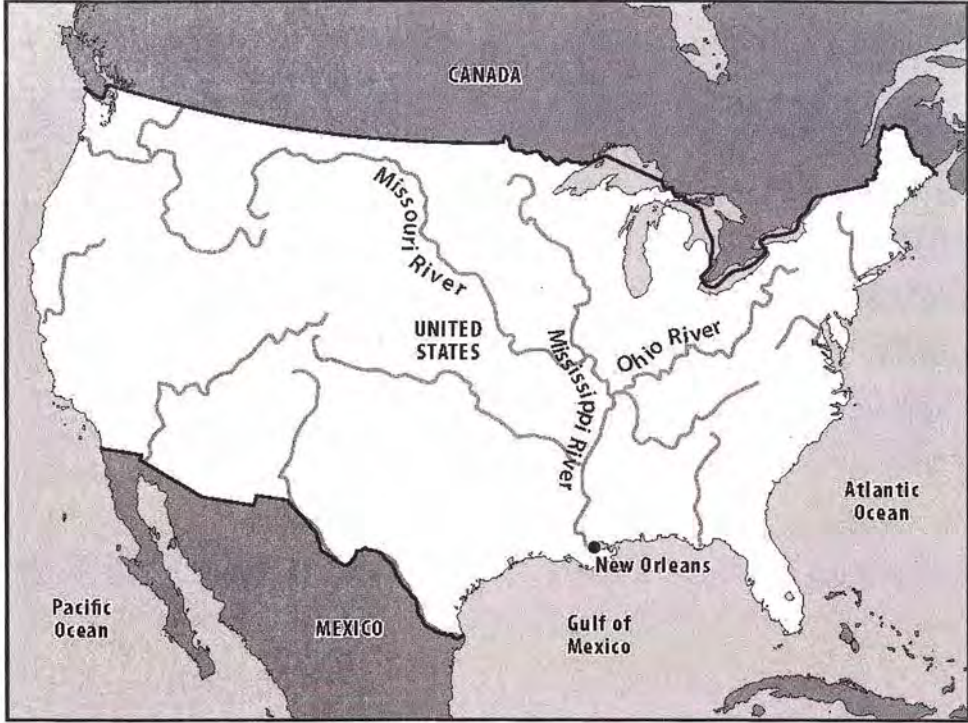 CANADA
Missouri River
UNITED
STATES
Mississippi River
Ohio River
Atlantic
Ocean
New Orleans
Pacific
Ocean
MEXICO
Gulf of
Mexico